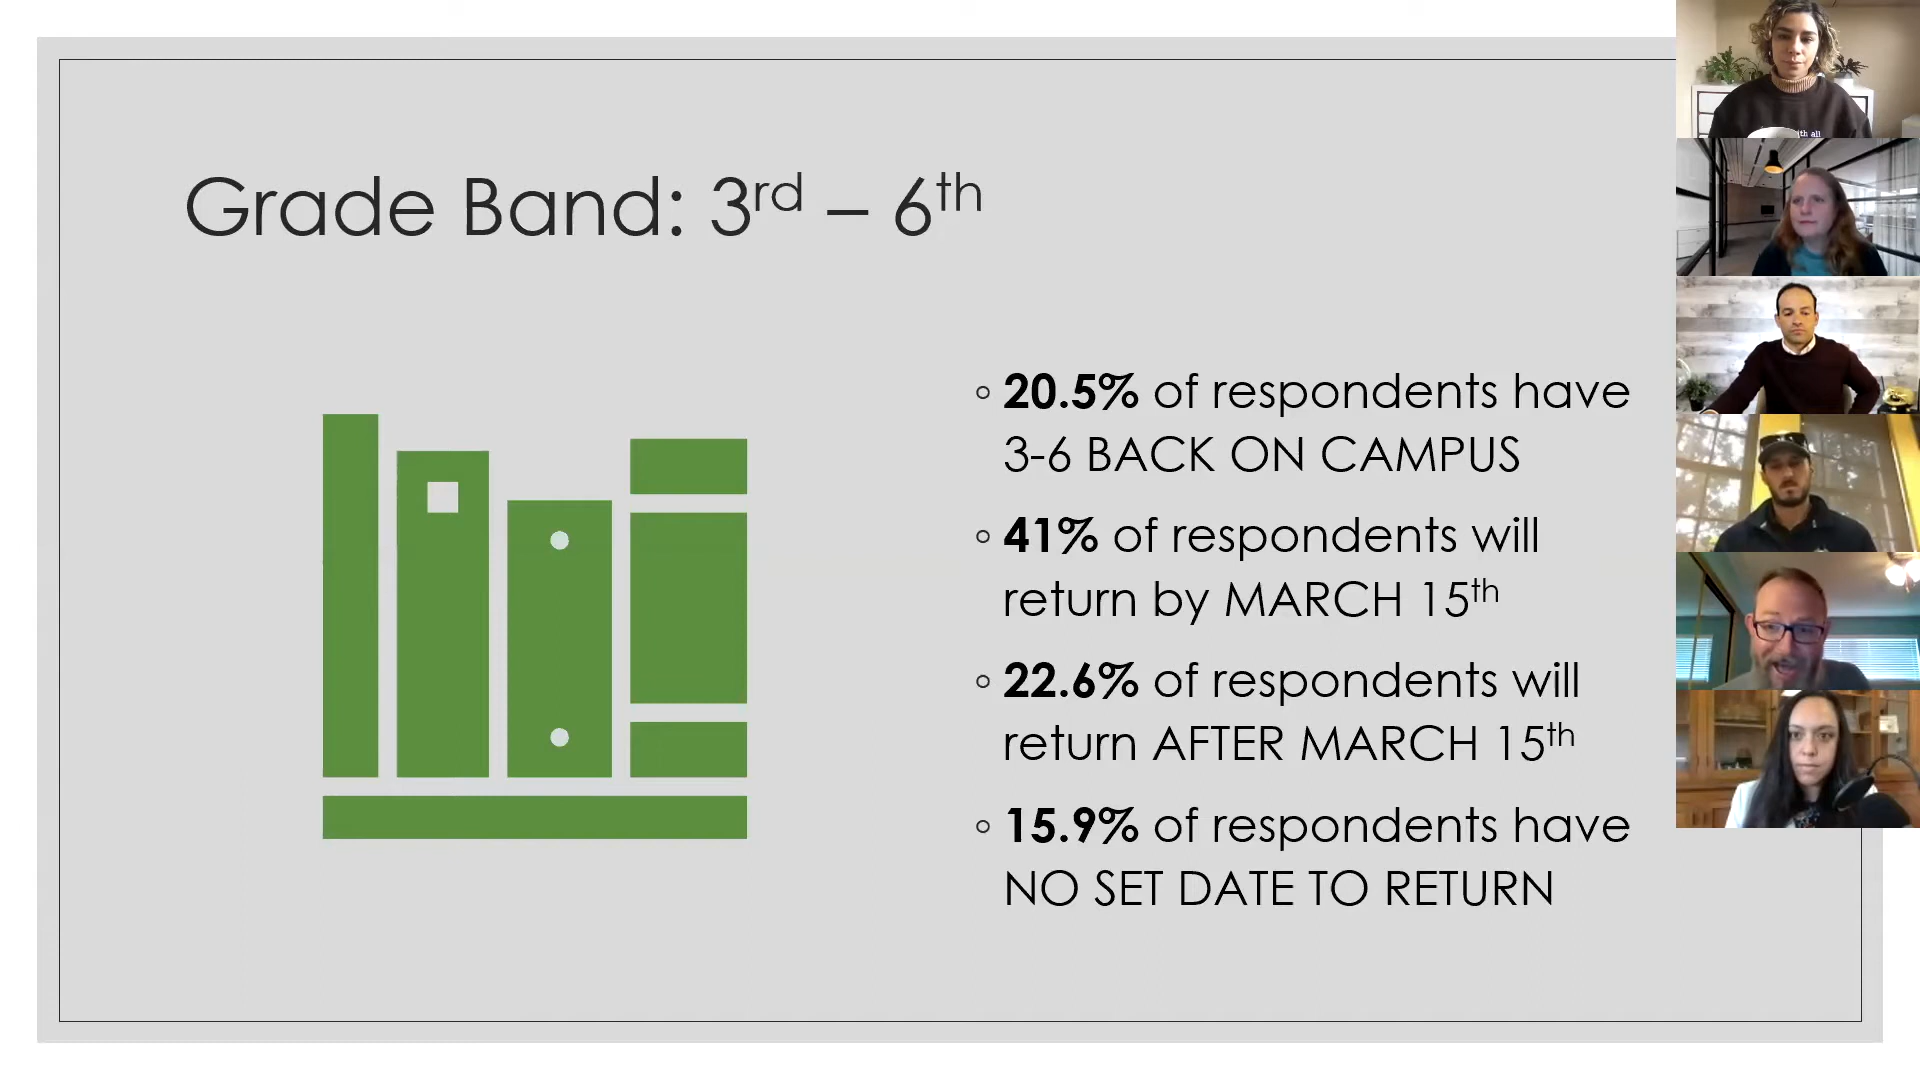 Grade Band: 3rd – 6th
◦ 20.5% of respondents have
3-6 BACK ON CAMPUS
◦ 41% of respondents will
return by MARCH 15th
◦ 22.6% of respondents will
return AFTER MARCH 15th
◦ 15.9% of respondents have
NO SET DATE TO RETURN
ith all